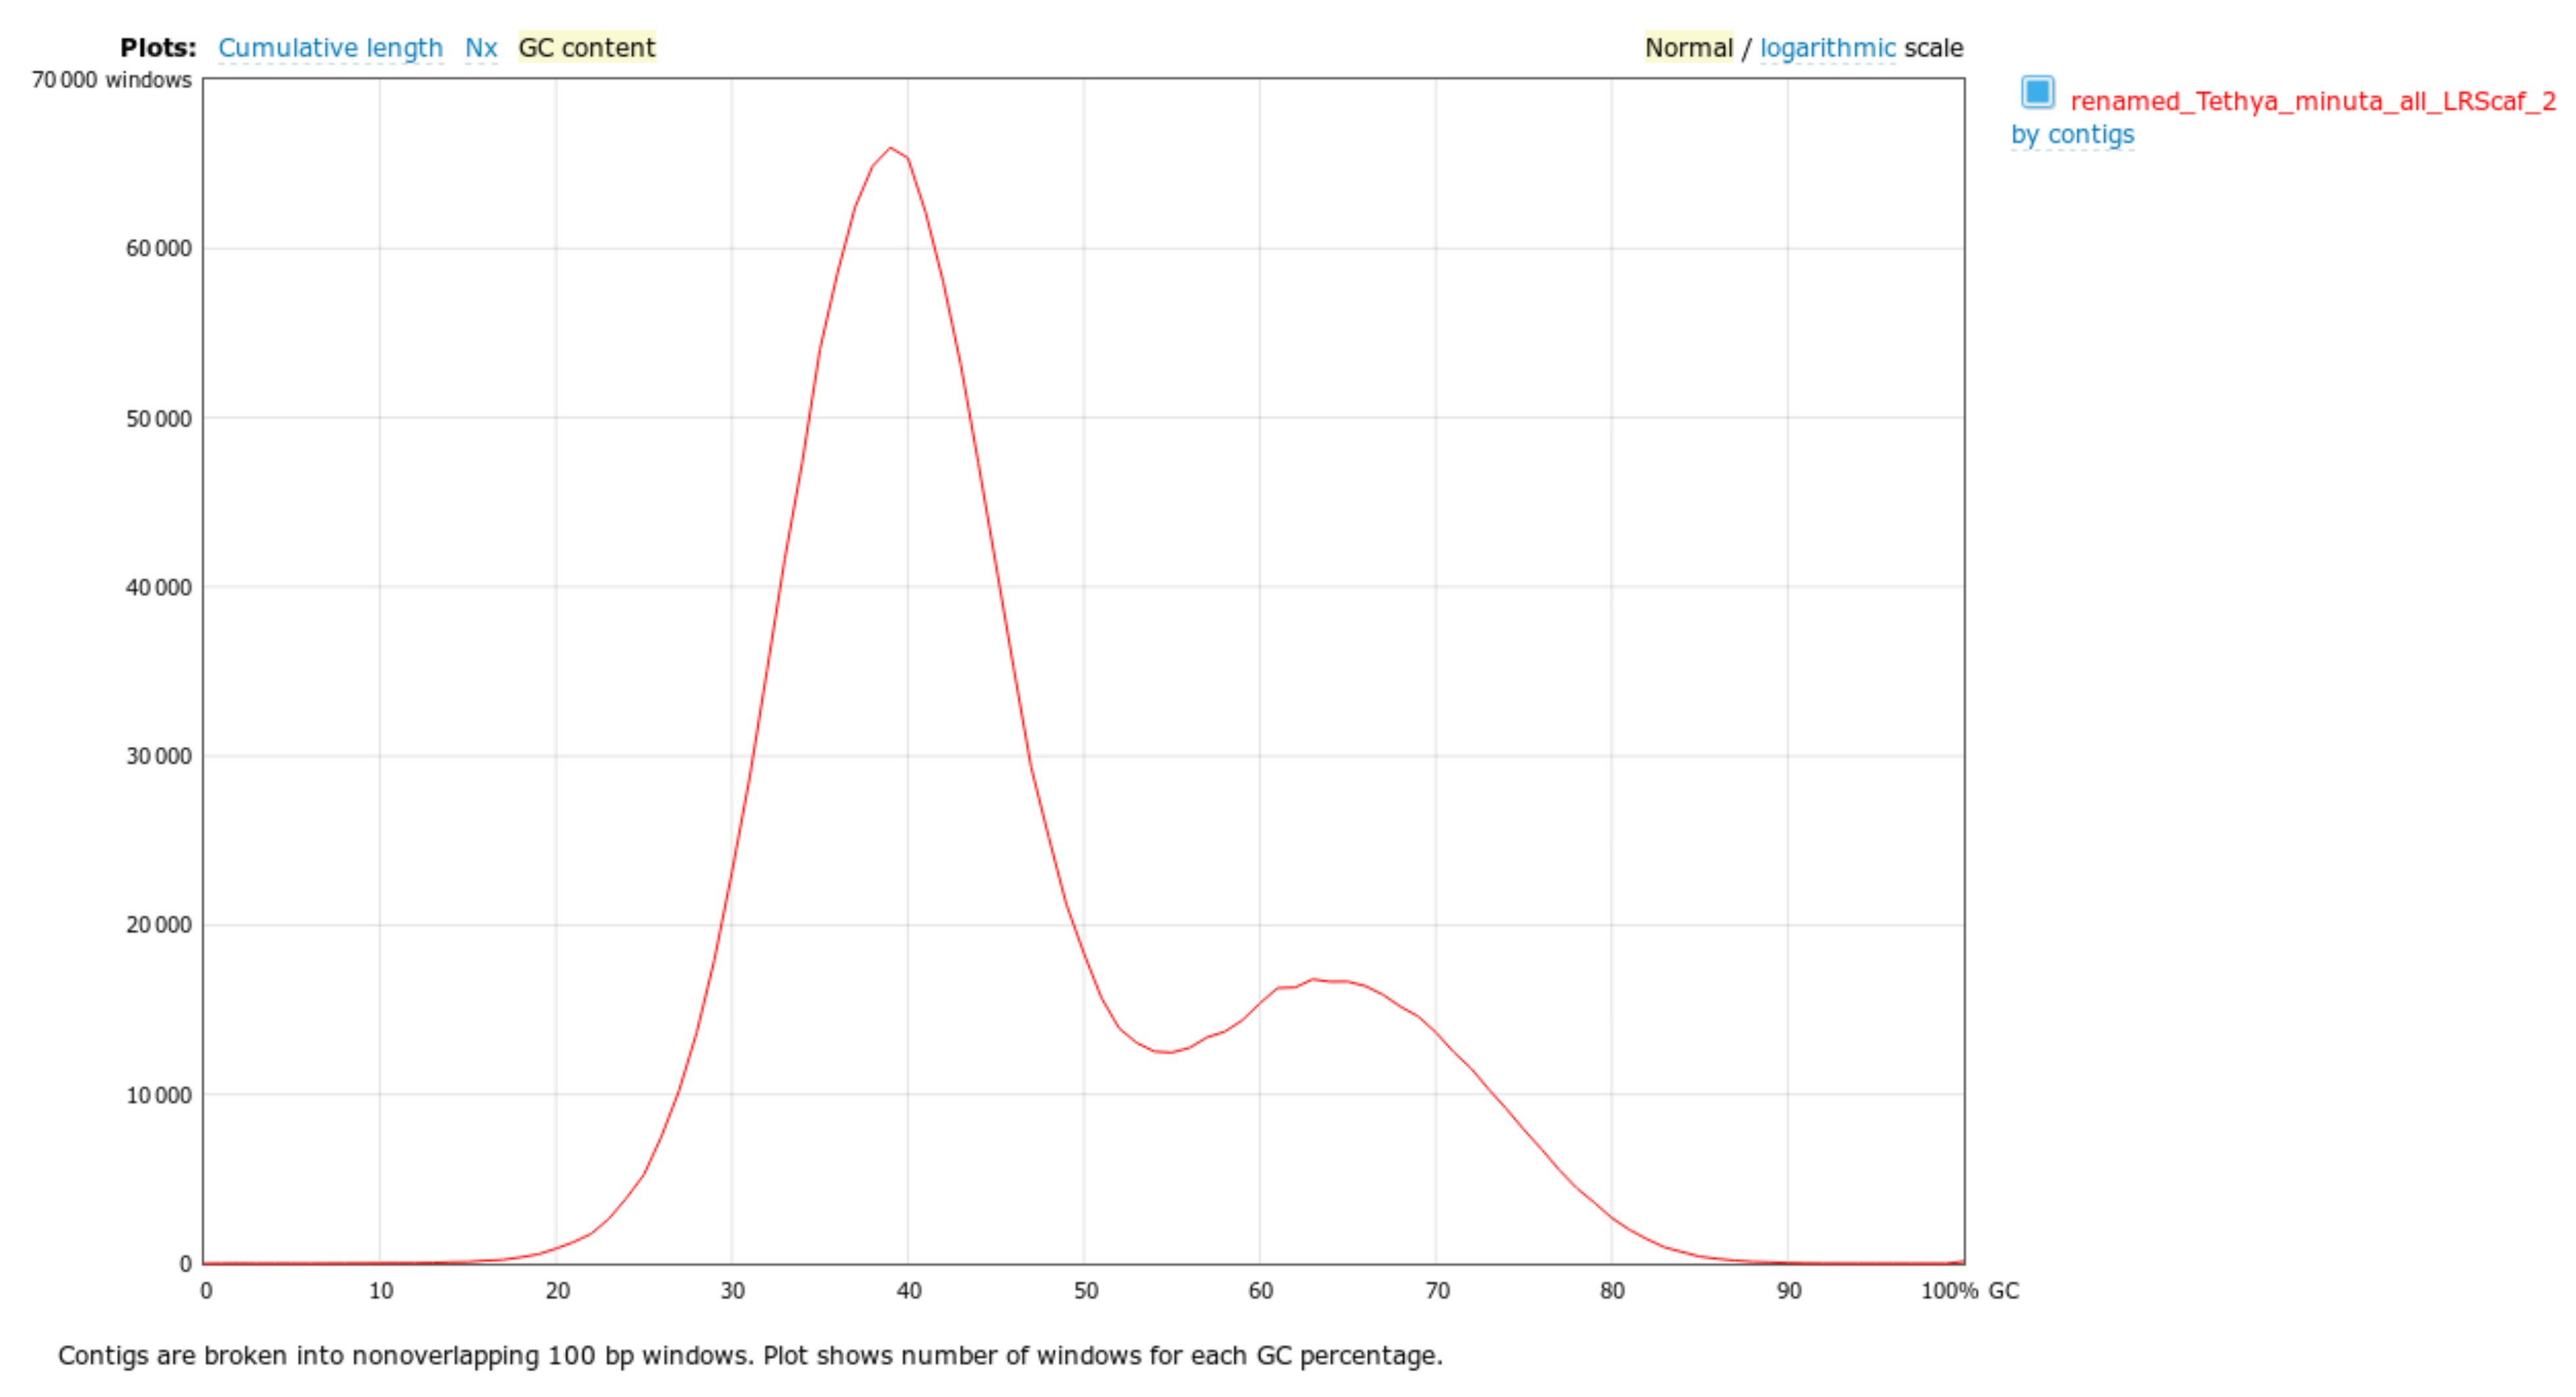 Plots: Cumulative length Nx GC content
Normal / logarithmic scale
70 000 windows
60 000
50 000
40 000
30 000
20 000
10 000
0
0 10 20 30 40 50 60 70 80 90 100% GC
renamed_Tethya_minuta_all_LRScaf_2
by contigs
Contigs are broken into nonoverlapping 100 bp windows. Plot shows number of windows for each GC percentage.